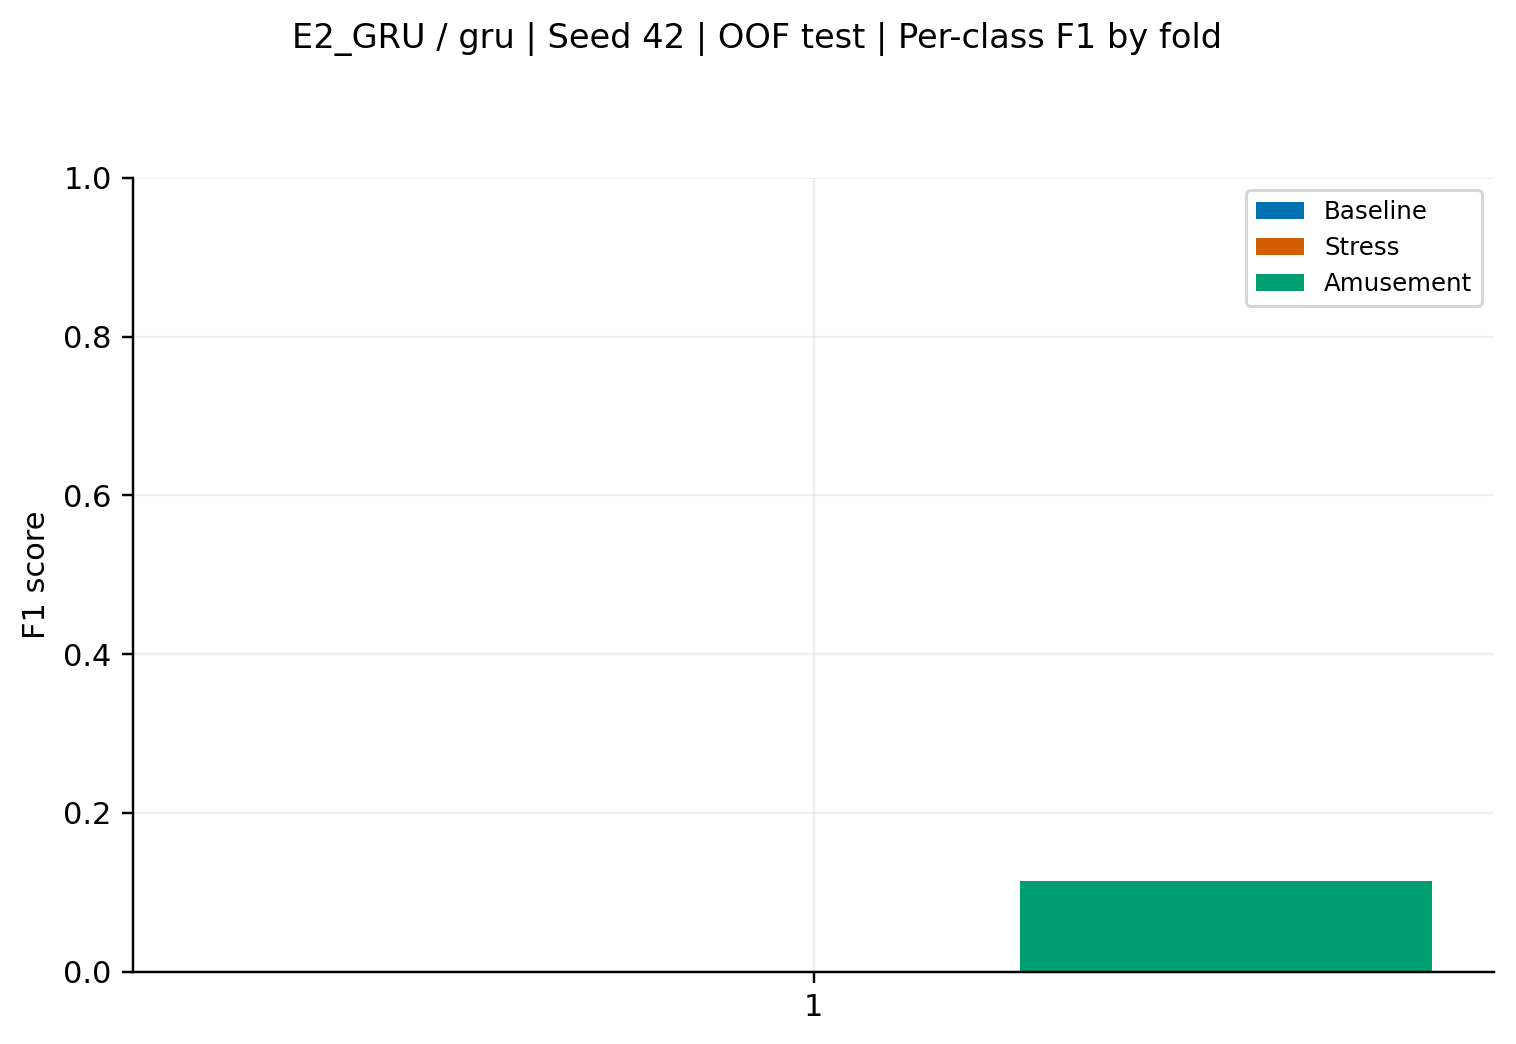 E2_GRU / gru | Seed 42 | OOF test | Per-class F1 by fold
1.0
0.8
0.6
0.4
0.2
0.0
F1 score
Baseline
Stress
Amusement
1